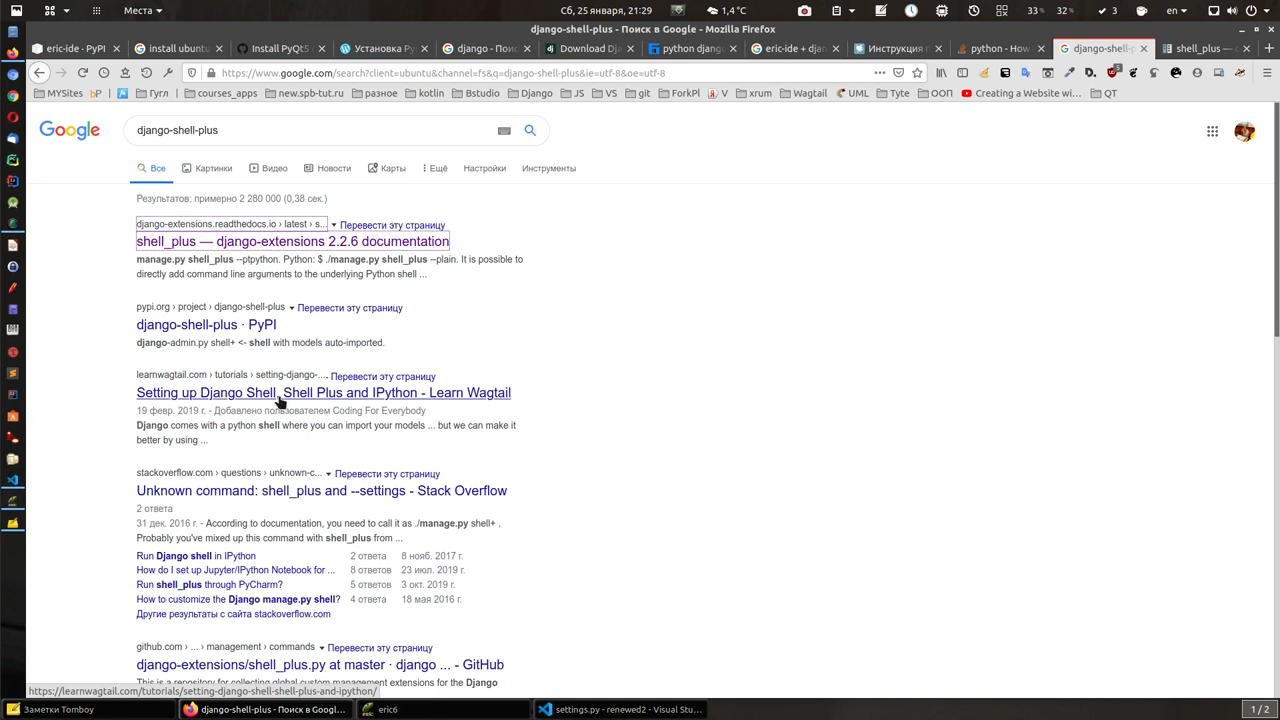 Места
Сб, 25 января, 21:29
1,4°C
33%
32%
3
en
django-shell-plus - Поиск в Google - Mozilla Firefox
eric-ide · PyPI
install ubuntu
Install PyQt5
Установка Py
django - Пои
Download Dj
python djang
eric-ide + djan
Инструкция п
python - How
django-shell-p
shell_plus — c
https://www.google.com/search?client=ubuntu&channel=fs&q=django-shell-plus&ie=utf-8&oe=utf-8
MYSites
bP
Гугл
courses_apps
new.spb-tut.ru
разное
kotlin
Bstudio
Django
JS
VS
git
ForkPl
V
xrum
Wagtail
UML
Tyte
ООП
Creating a Website wi…
QT
Google
django-shell-plus
Все
Картинки
Видео
Новости
Карты
Ещё
Настройки
Инструменты
Результатов: примерно 2 280 000 (0,38 сек.)
django-extensions.readthedocs.io › latest › s... Перевести эту страницу
shell_plus — django-extensions 2.2.6 documentation
manage.py shell_plus --ptpython. Python: $ ./manage.py shell_plus --plain. It is possible to
directly add command line arguments to the underlying Python shell ...
pypi.org › project › django-shell-plus Перевести эту страницу
django-shell-plus · PyPI
django-admin.py shell+ <- shell with models auto-imported.
learnwagtail.com › tutorials › setting-django-... Перевести эту страницу
Setting up Django Shell, Shell Plus and IPython - Learn Wagtail
19 февр. 2019 г. - Добавлено пользователем Coding For Everybody
Django comes with a python shell where you can import your models ... but we can make it
better by using ...
stackoverflow.com › questions › unknown-c... Перевести эту страницу
Unknown command: shell_plus and --settings - Stack Overflow
2 ответа
31 дек. 2016 г. - According to documentation, you need to call it as ./manage.py shell+ .
Probably you've mixed up this command with shell_plus from ...
Run Django shell in IPython 2 ответа 8 нояб. 2017 г.
How do I set up Jupyter/IPython Notebook for ... 8 ответов 23 июл. 2019 г.
Run shell_plus through PyCharm? 5 ответов 3 окт. 2019 г.
How to customize the Django manage.py shell? 4 ответа 18 мая 2016 г.
Другие результаты с сайта stackoverflow.com
github.com › ... › management › commands Перевести эту страницу
django-extensions/shell_plus.py at master · django ... - GitHub
This is a repository for collecting global custom management extensions for the Django
https://learnwagtail.com/tutorials/setting-django-shell-shell-plus-and-ipython/
Заметки Tomboy
django-shell-plus - Поиск в Googl…
eric6
settings.py - renewed2 - Visual Stu…
1 / 2